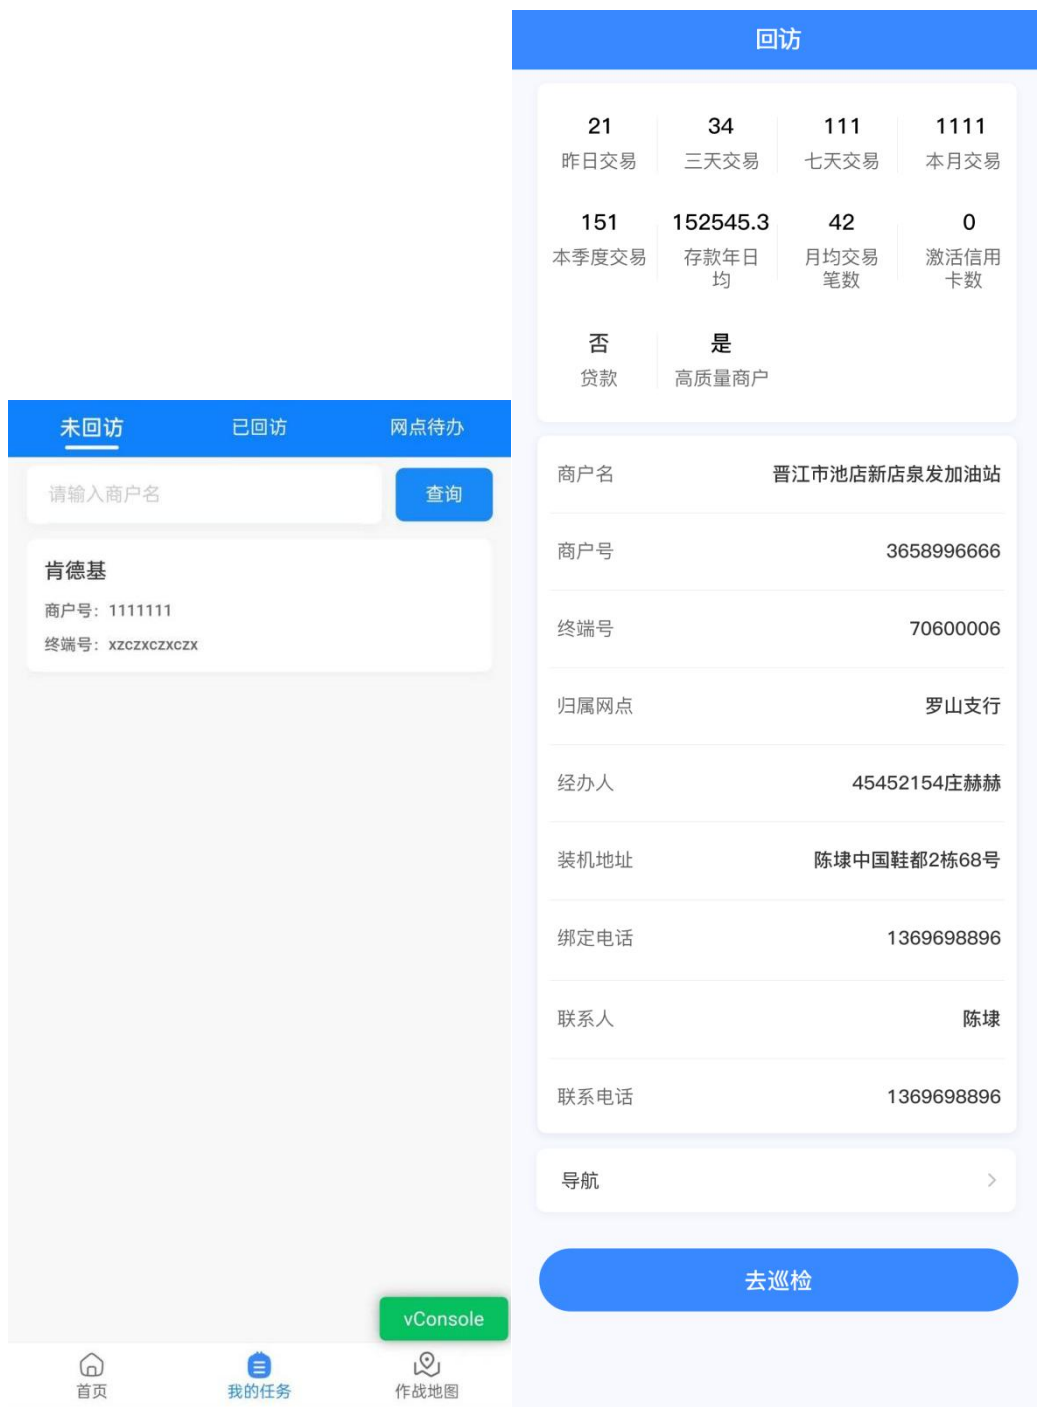 未回访 已回访 网点待办
请输入商户名 查询
肯德基
商户号：1111111
终端号：xzczxczxczx
vConsole
首页 我的任务 作战地图
回访
21 34 111 1111
昨日交易 三天交易 七天交易 本月交易
151 152545.3 42 0
本季度交易 存款年日 月均交易 激活信用
均 笔数 卡数
否 是
贷款 高质量商户
商户名 晋江市池店新店泉发加油站
商户号 3658996666
终端号 70600006
归属网点 罗山支行
经办人 45452154庄赫赫
装机地址 陈埭中国鞋都2栋68号
绑定电话 1369698896
联系人 陈埭
联系电话 1369698896
导航
去巡检